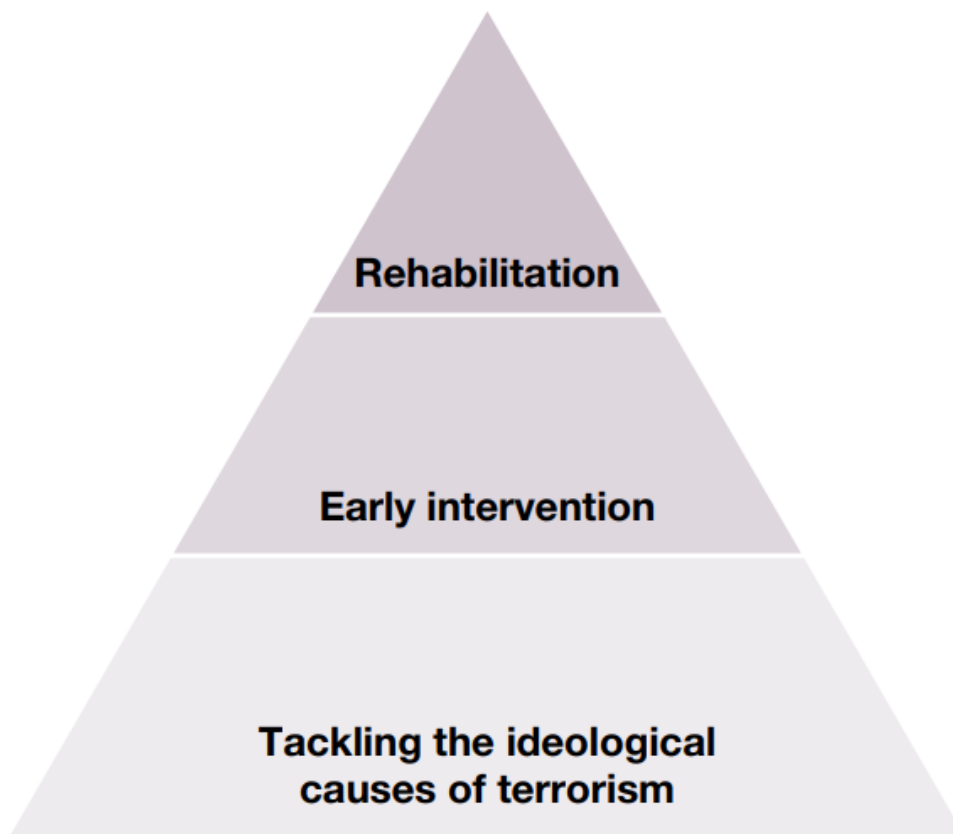 Rehabilitation
Early intervention
Tackling the ideological
causes of terrorism